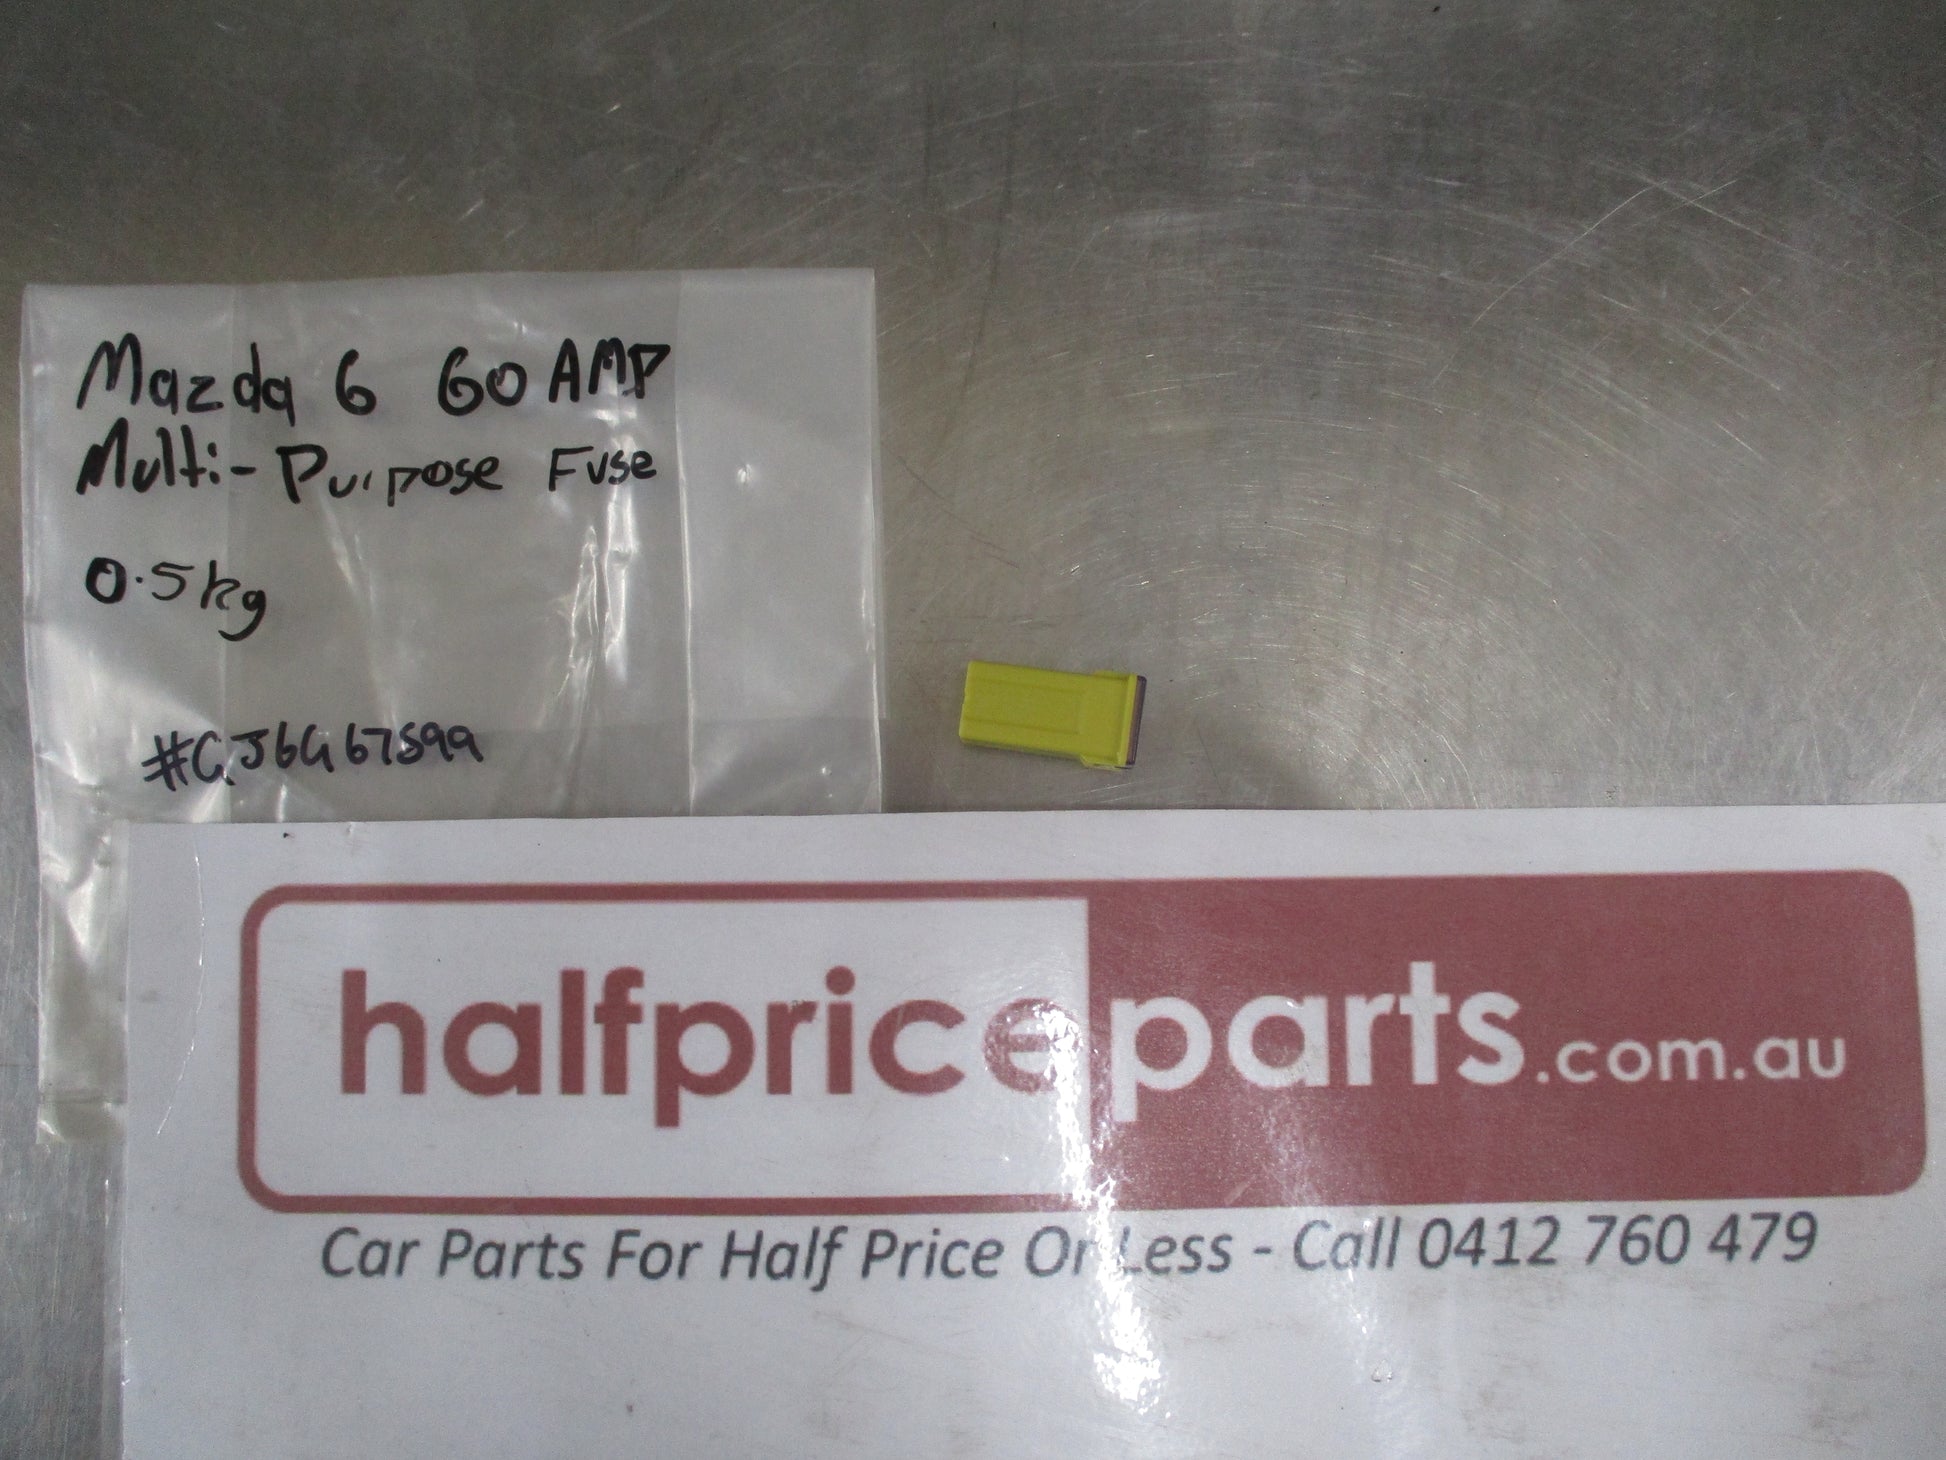 Mazda 6 60 AMP
Multi-Purpose Fuse
0.5kg
#GJ6G67S99
halfpriceparts.com.au
Car Parts For Half Price Or Less - Call 0412 760 479